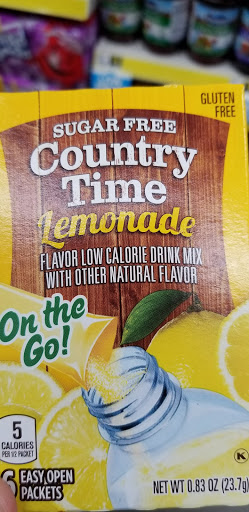 GLUTEN
FREE
SUGAR FREE
Country
Time
Lemonade
FLAVOR LOW CALORIE DRINK MIX
WITH OTHER NATURAL FLAVOR
On the
Go!
5
CALORIES
PER 1/2 PACKET
6 EASY, OPEN
PACKETS
K
NET WT 0.83 OZ (23.7g)